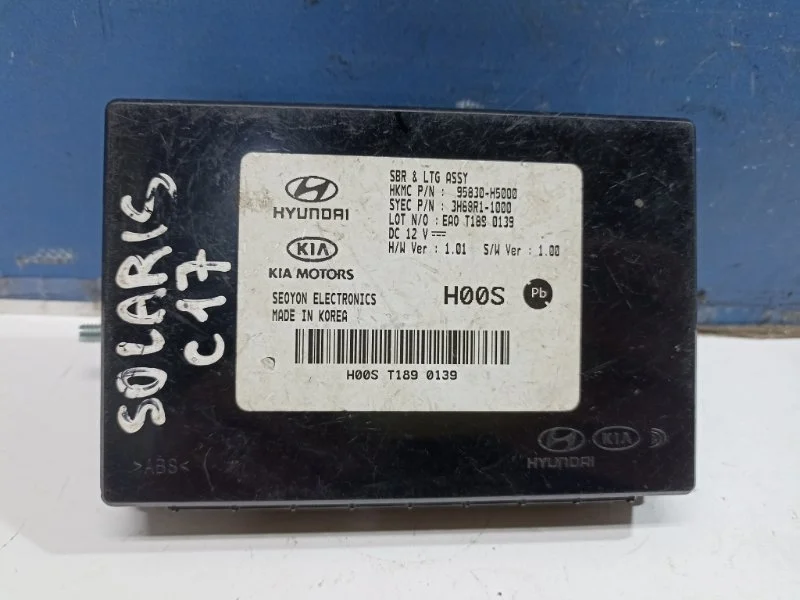 SOLARIS
C 17
HYUNDAI
KIA
KIA MOTORS
SEOYON ELECTRONICS
MADE IN KOREA
SBR & LTG ASSY
HKMC P/N : 95830-H5000
SYEC P/N : 3H69R1-1000
LOT N/O : EA0 T189 0139
DC 12 V
H/W Ver : 1.01 S/W Ver : 1.00
H00S Pb
H00S T189 0139
>ABS<
HYUNDAI
KIA